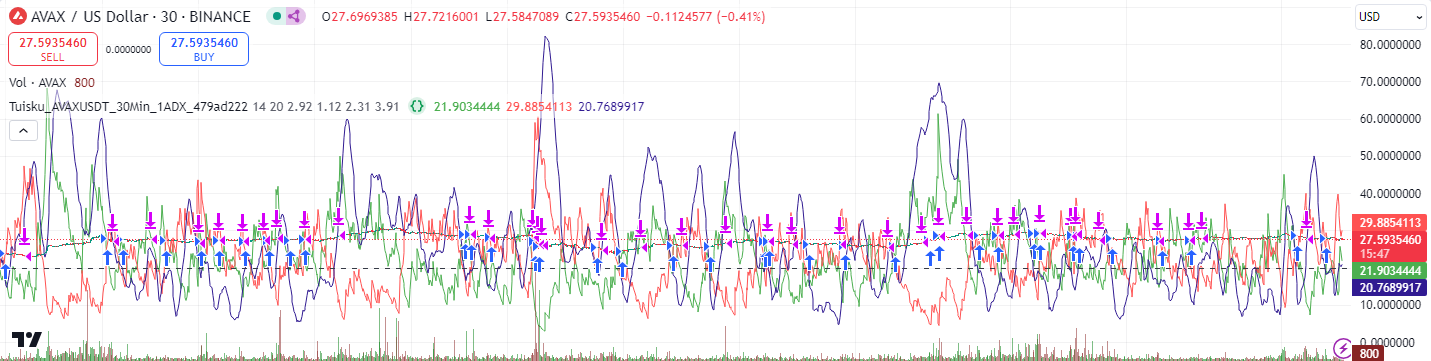 AVAX / US Dollar · 30 · BINANCE O27.6969385 H27.7216001 L27.5847089 C27.5935460 −0.1124577 (−0.41%)
USD
27.5935460
SELL
0.0000000
27.5935460
BUY
Vol · AVAX 800
Tuisku_AVAXUSDT_30Min_1ADX_479ad222 14 20 2.92 1.12 2.31 3.91 {} 21.9034444 29.8854113 20.7689917
80.0000000
70.0000000
60.0000000
50.0000000
40.0000000
29.8854113
27.5935460
15:47
21.9034444
20.7689917
10.0000000
0.0000000
800